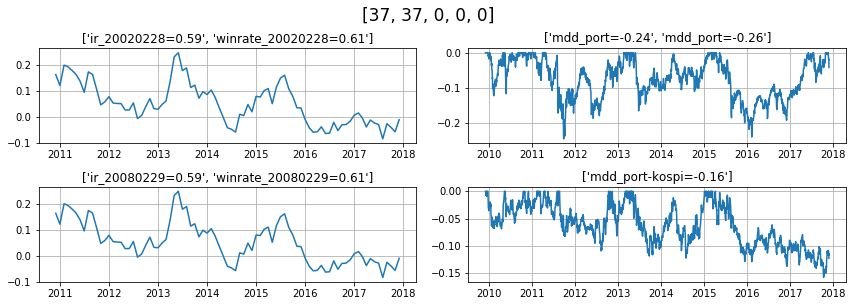 [37, 37, 0, 0, 0]
['ir_20020228=0.59', 'winrate_20020228=0.61']
0.2
0.1
0.0
−0.1
2011 2012 2013 2014 2015 2016 2017 2018
['mdd_port=-0.24', 'mdd_port=-0.26']
0.0
−0.1
−0.2
2010 2011 2012 2013 2014 2015 2016 2017 2018
['ir_20080229=0.59', 'winrate_20080229=0.61']
0.2
0.1
0.0
−0.1
2011 2012 2013 2014 2015 2016 2017 2018
['mdd_port-kospi=-0.16']
0.00
−0.05
−0.10
−0.15
2010 2011 2012 2013 2014 2015 2016 2017 2018